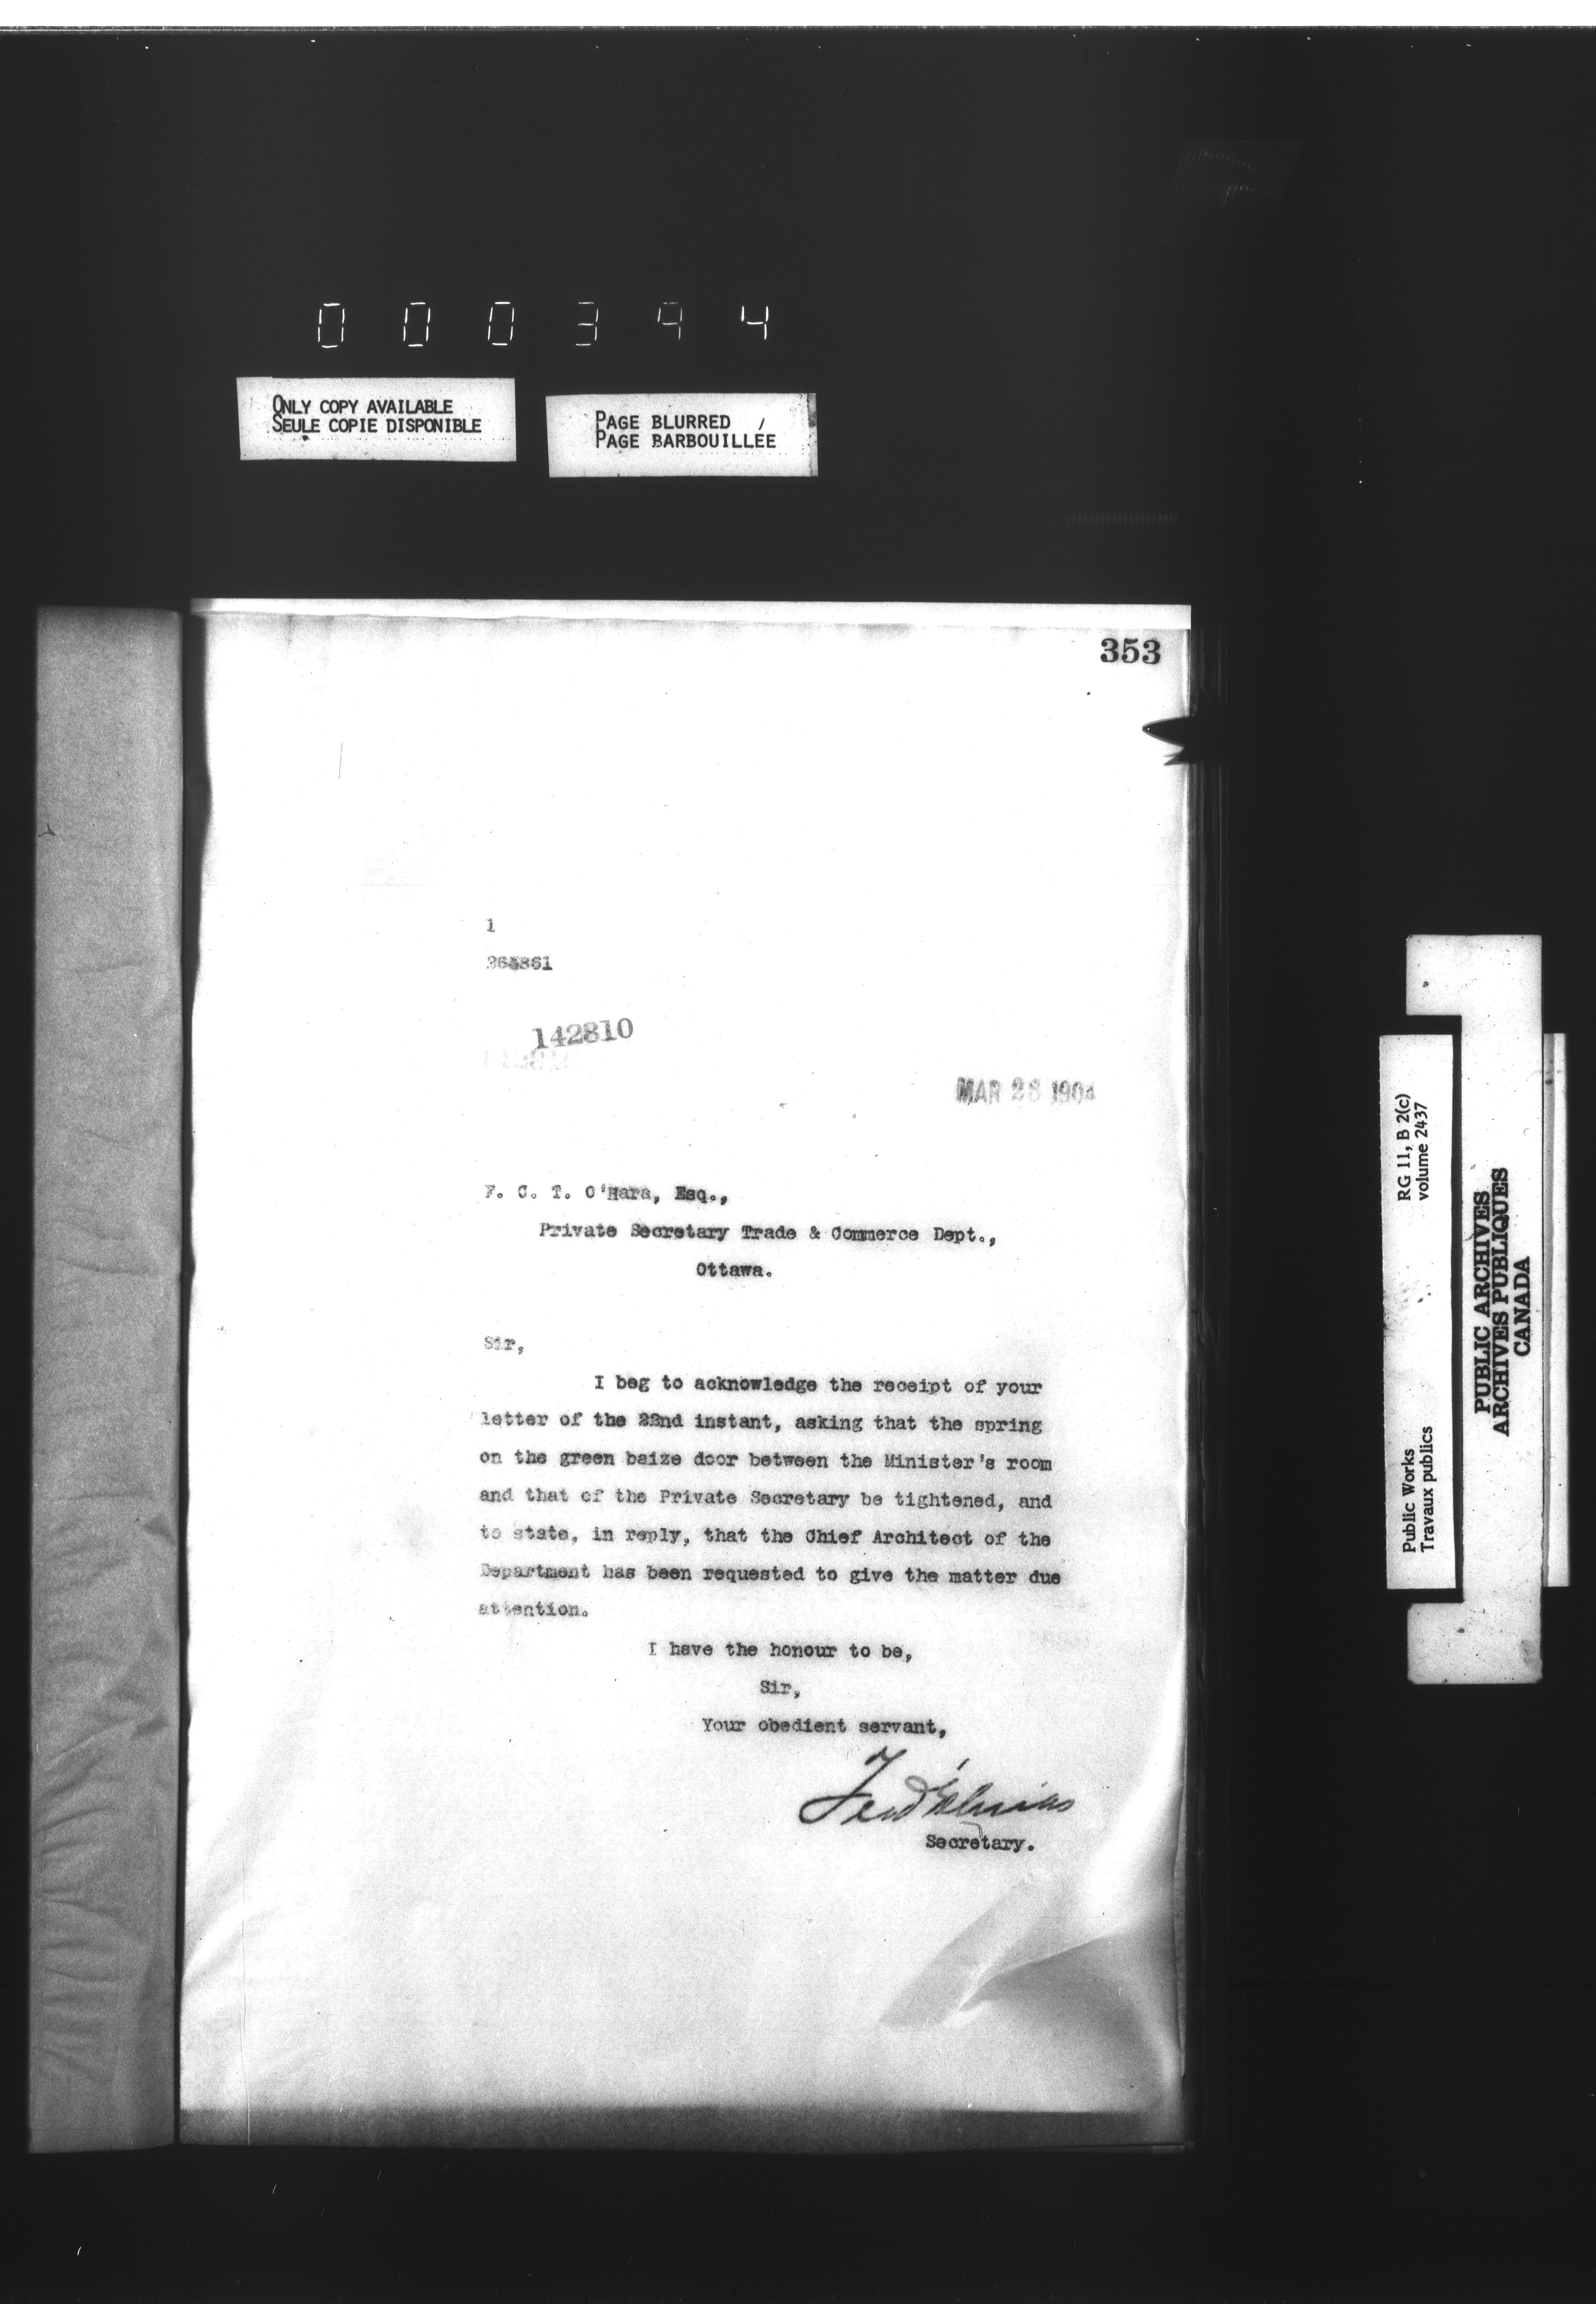 000394
ONLY COPY AVAILABLE
SEULE COPIE DISPONIBLE
PAGE BLURRED
PAGE BARBOUILLÉE
353
1
142810
MAR 28 1904
F. C. T. O'Hara, Esq.,
Private Secretary Trade & Commerce Dept.,
Ottawa.
Sir,
I beg to acknowledge the receipt of your
letter of the 22nd instant, asking that the spring
on the green baize door between the Minister's room
and that of the Private Secretary be tightened, and
to state, in reply, that the Chief Architect of the
Department has been requested to give the matter due
attention.
I have the honour to be,
Sir,
Your obedient servant,
Secretary.
RG 11, B 2(c)
volume 2437
Public Works
Travaux publics
PUBLIC ARCHIVES
ARCHIVES PUBLIQUES
CANADA